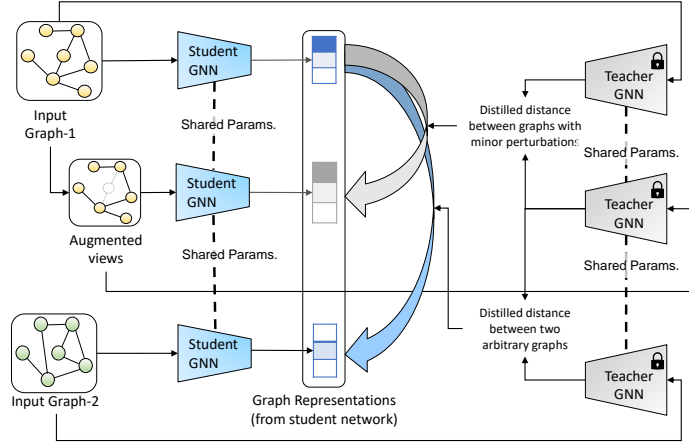 Student
GNN
Teacher
GNN
Input
Graph-1
Shared Params.
Distilled distance
between graphs with
minor perturbations
Shared Params.
Student
GNN
Teacher
GNN
Augmented
views
Shared Params.
Shared Params.
Distilled distance
between two
arbitrary graphs
Student
GNN
Teacher
GNN
Input Graph-2
Graph Representations
(from student network)